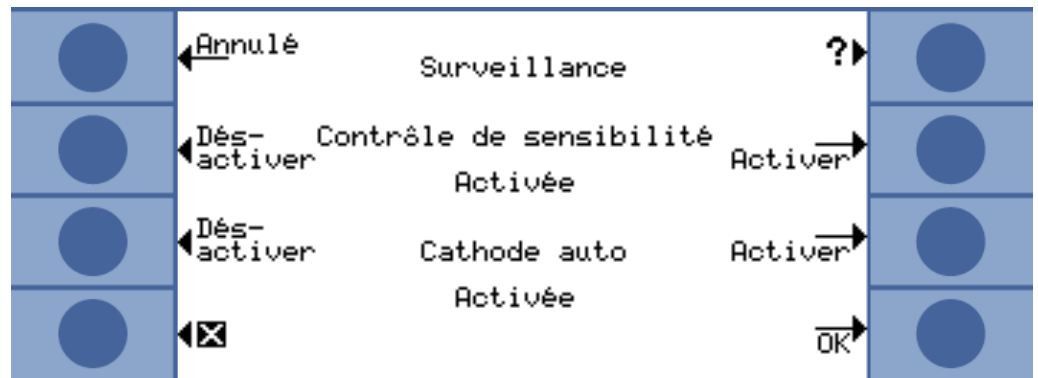 Annulé
?
Surveillance
Dés-
activer
Contrôle de sensibilité
Activer
Activée
Dés-
activer
Cathode auto
Activer
Activée
OK